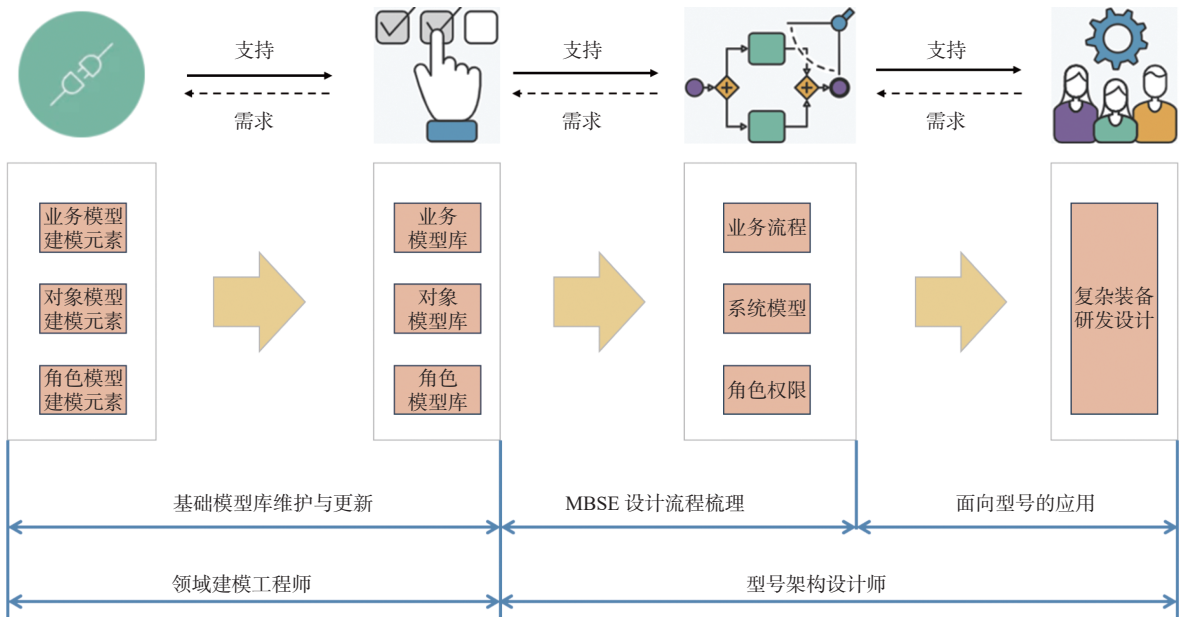 支持
支持
支持
需求
需求
需求
业务模型
建模元素
业务
模型库
业务流程
复杂装备
研发设计
对象模型
建模元素
对象
模型库
系统模型
角色模型
建模元素
角色
模型库
角色权限
基础模型库维护与更新
MBSE 设计流程梳理
面向型号的应用
领域建模工程师
型号架构设计师